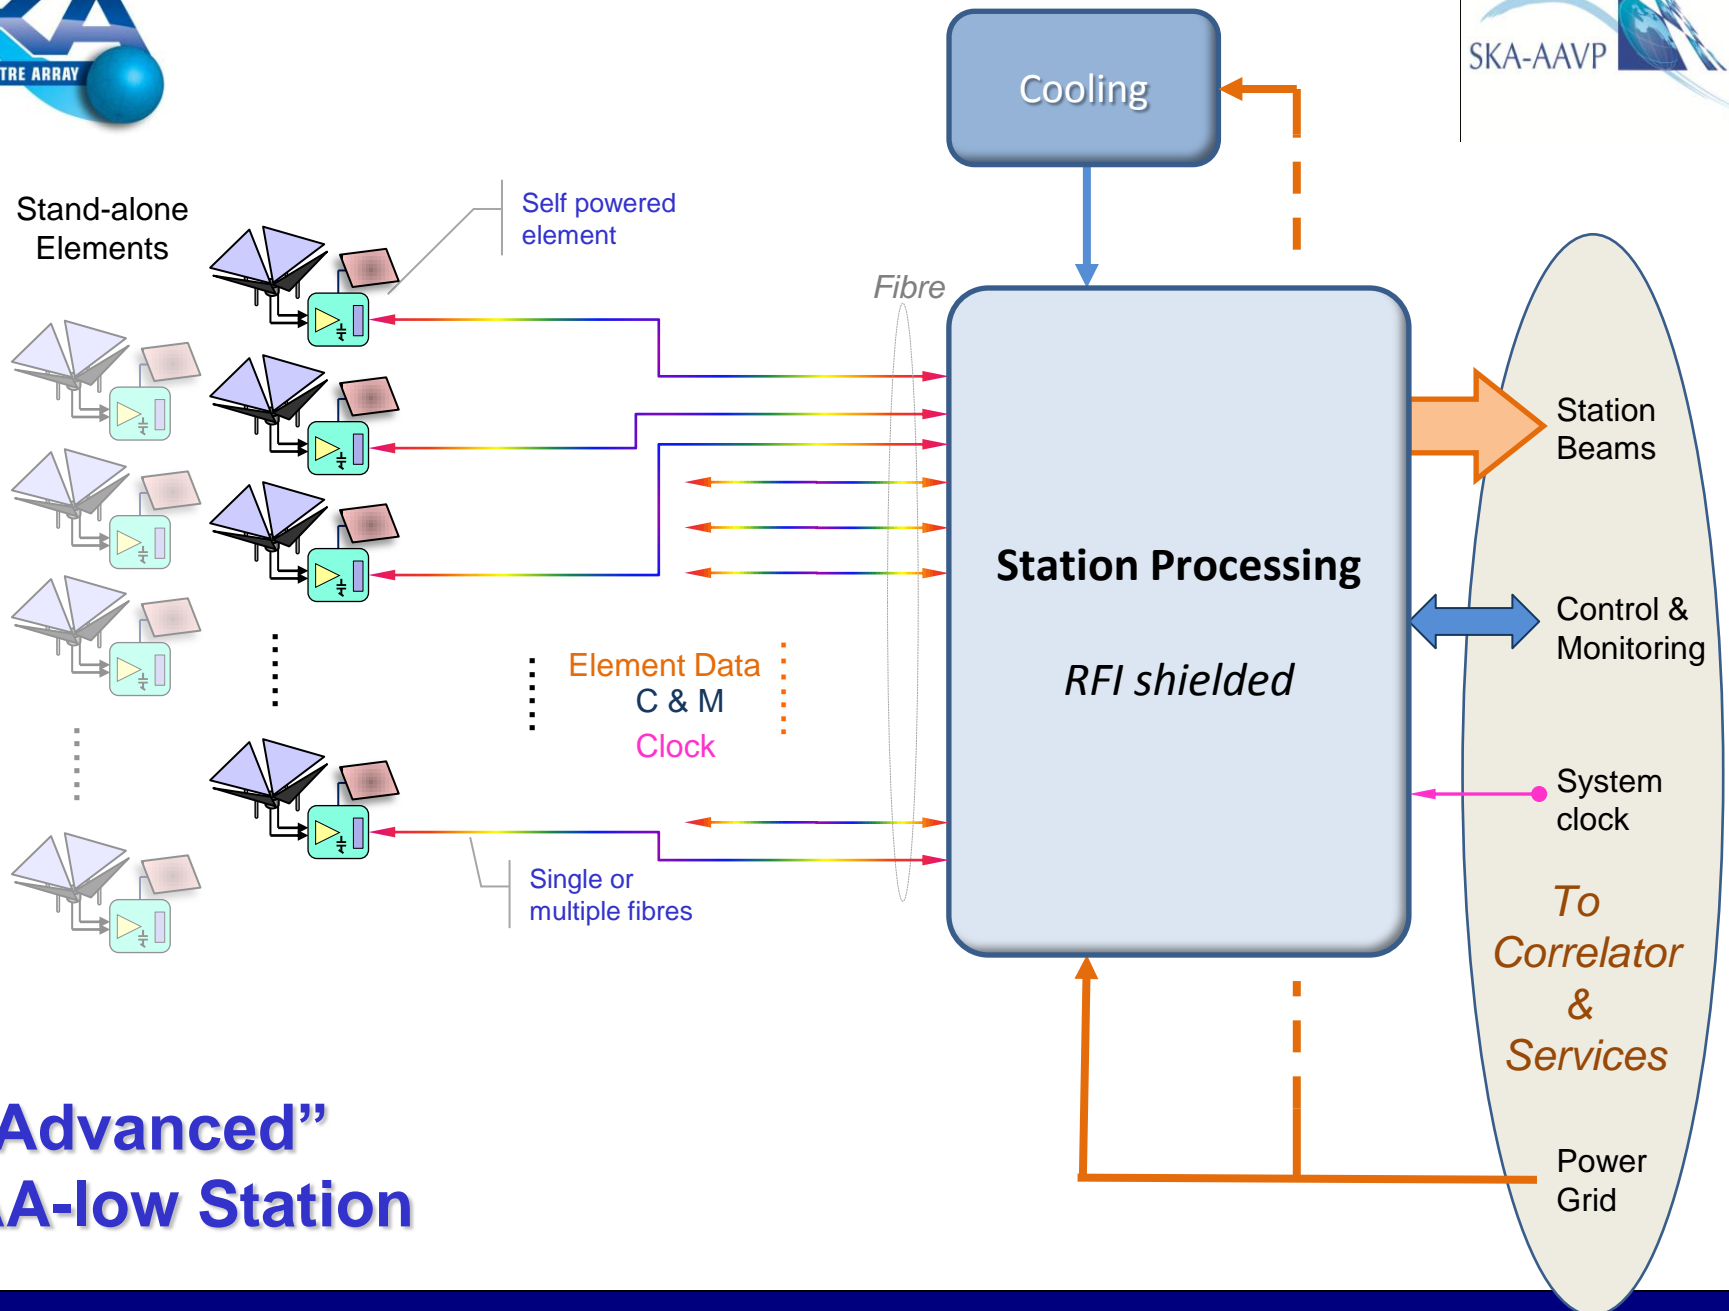 TRE ARRAY
SKA-AAVP
Cooling
Stand-alone
Elements
Self powered
element
Fibre
Station Processing
RFI shielded
Element Data
C & M
Clock
Single or
multiple fibres
Station
Beams
Control &
Monitoring
System
clock
To
Correlator
&
Services
Power
Grid
Advanced”
A-low Station